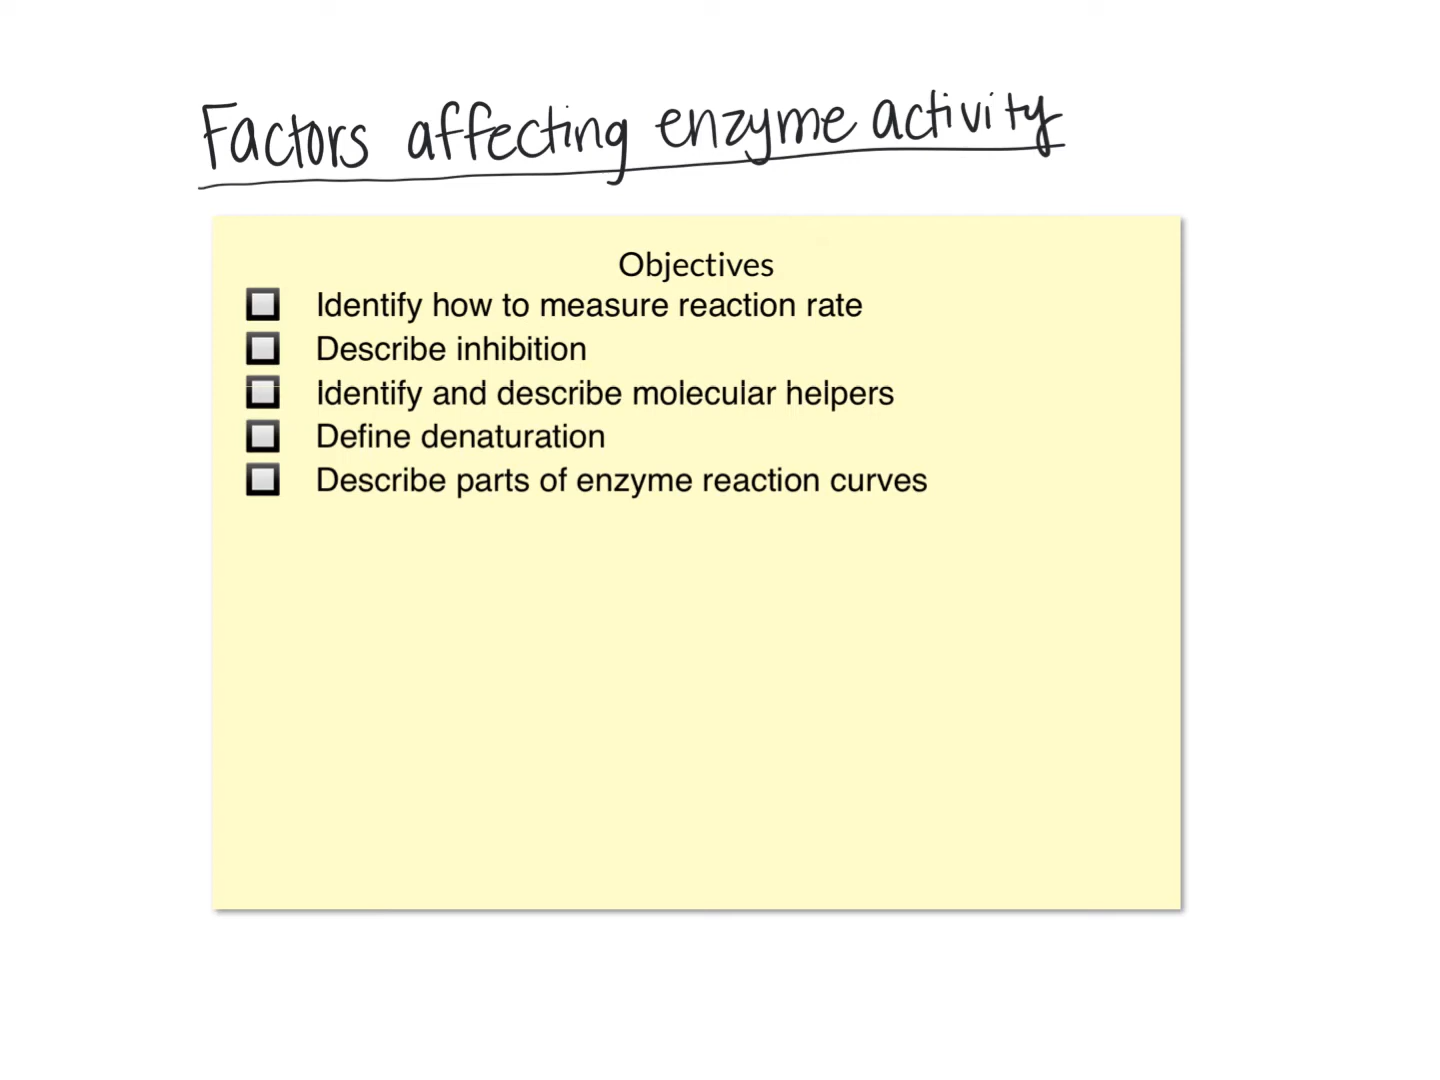 Factors affecting enzyme activity
Objectives
Identify how to measure reaction rate
Describe inhibition
Identify and describe molecular helpers
Define denaturation
Describe parts of enzyme reaction curves